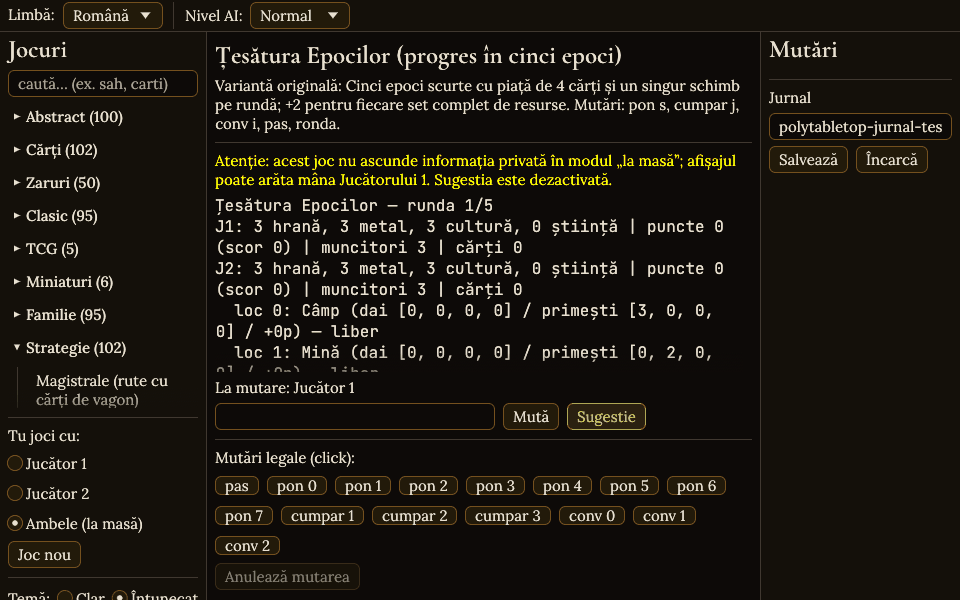 Limbă: Română ▼ Nivel AI: Normal ▼
Jocuri
caută... (ex. sah, carti)
▸ Abstract (100)
▸ Cărți (102)
▸ Zaruri (50)
▸ Clasic (95)
▸ TCG (5)
▸ Miniaturi (6)
▸ Familie (95)
▾ Strategie (102)
Magistrale (rute cu
cărți de vagon)
Tu joci cu:
Jucător 1
Jucător 2
Ambele (la masă)
Joc nou
Temă: Clar Întunecat
Țesătura Epocilor (progres în cinci epoci)
Variantă originală: Cinci epoci scurte cu piață de 4 cărți și un singur schimb
pe rundă; +2 pentru fiecare set complet de resurse. Mutări: pon s, cumpar j,
conv i, pas, ronda.
Atenție: acest joc nu ascunde informația privată în modul „la masă”; afișajul
poate arăta mâna Jucătorului 1. Sugestia este dezactivată.
Țesătura Epocilor — runda 1/5
J1: 3 hrană, 3 metal, 3 cultură, 0 știință | puncte 0
(scor 0) | muncitori 3 | cărți 0
J2: 3 hrană, 3 metal, 3 cultură, 0 știință | puncte 0
(scor 0) | muncitori 3 | cărți 0
loc 0: Câmp (dai [0, 0, 0, 0] / primești [3, 0, 0,
0] / +0p) — liber
loc 1: Mină (dai [0, 0, 0, 0] / primești [0, 2, 0,
0] / +0p) — liber
La mutare: Jucător 1
Mută Sugestie
Mutări legale (click):
pas pon 0 pon 1 pon 2 pon 3 pon 4 pon 5 pon 6
pon 7 cumpar 1 cumpar 2 cumpar 3 conv 0 conv 1
conv 2
Anulează mutarea
Mutări
Jurnal
polytabletop-jurnal-tes
Salvează Încarcă